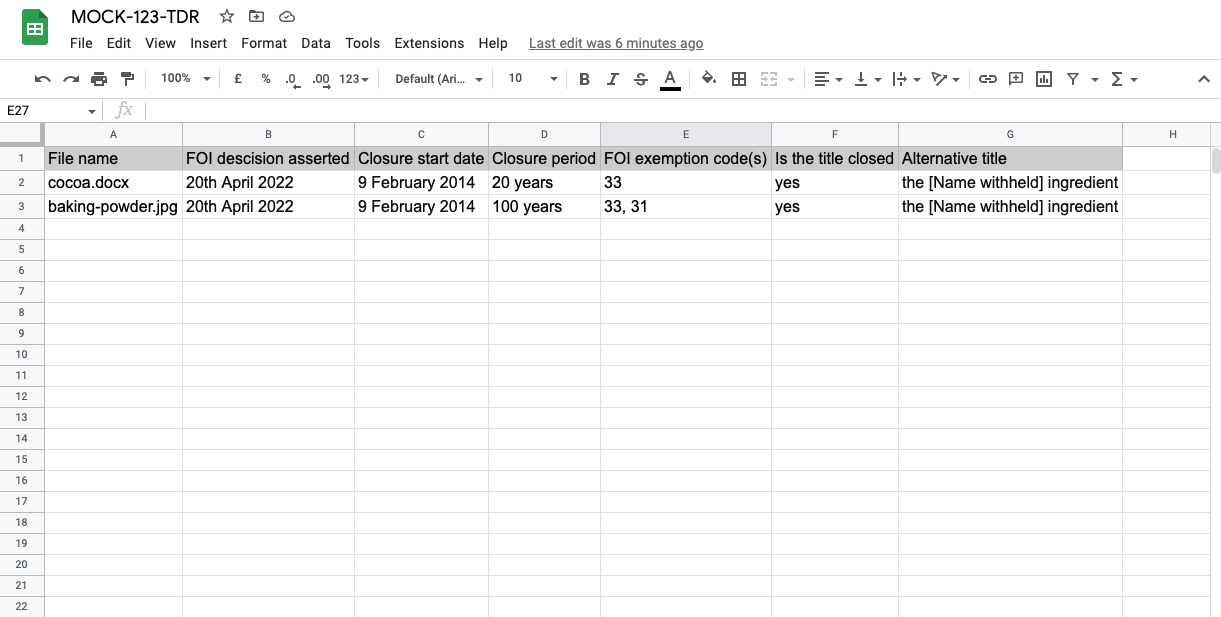 MOCK-123-TDR
File Edit View Insert Format Data Tools Extensions Help Last edit was 6 minutes ago
100% £ % .0 .00 123 Default (Ari... 10 B I S A Σ
E27 fx
A B C D E F G H
1 File name FOI descision asserted Closure start date Closure period FOI exemption code(s) Is the title closed Alternative title
2 cocoa.docx 20th April 2022 9 February 2014 20 years 33 yes the [Name withheld] ingredient
3 baking-powder.jpg 20th April 2022 9 February 2014 100 years 33, 31 yes the [Name withheld] ingredient
4
5
6
7
8
9
10
11
12
13
14
15
16
17
18
19
20
21
22